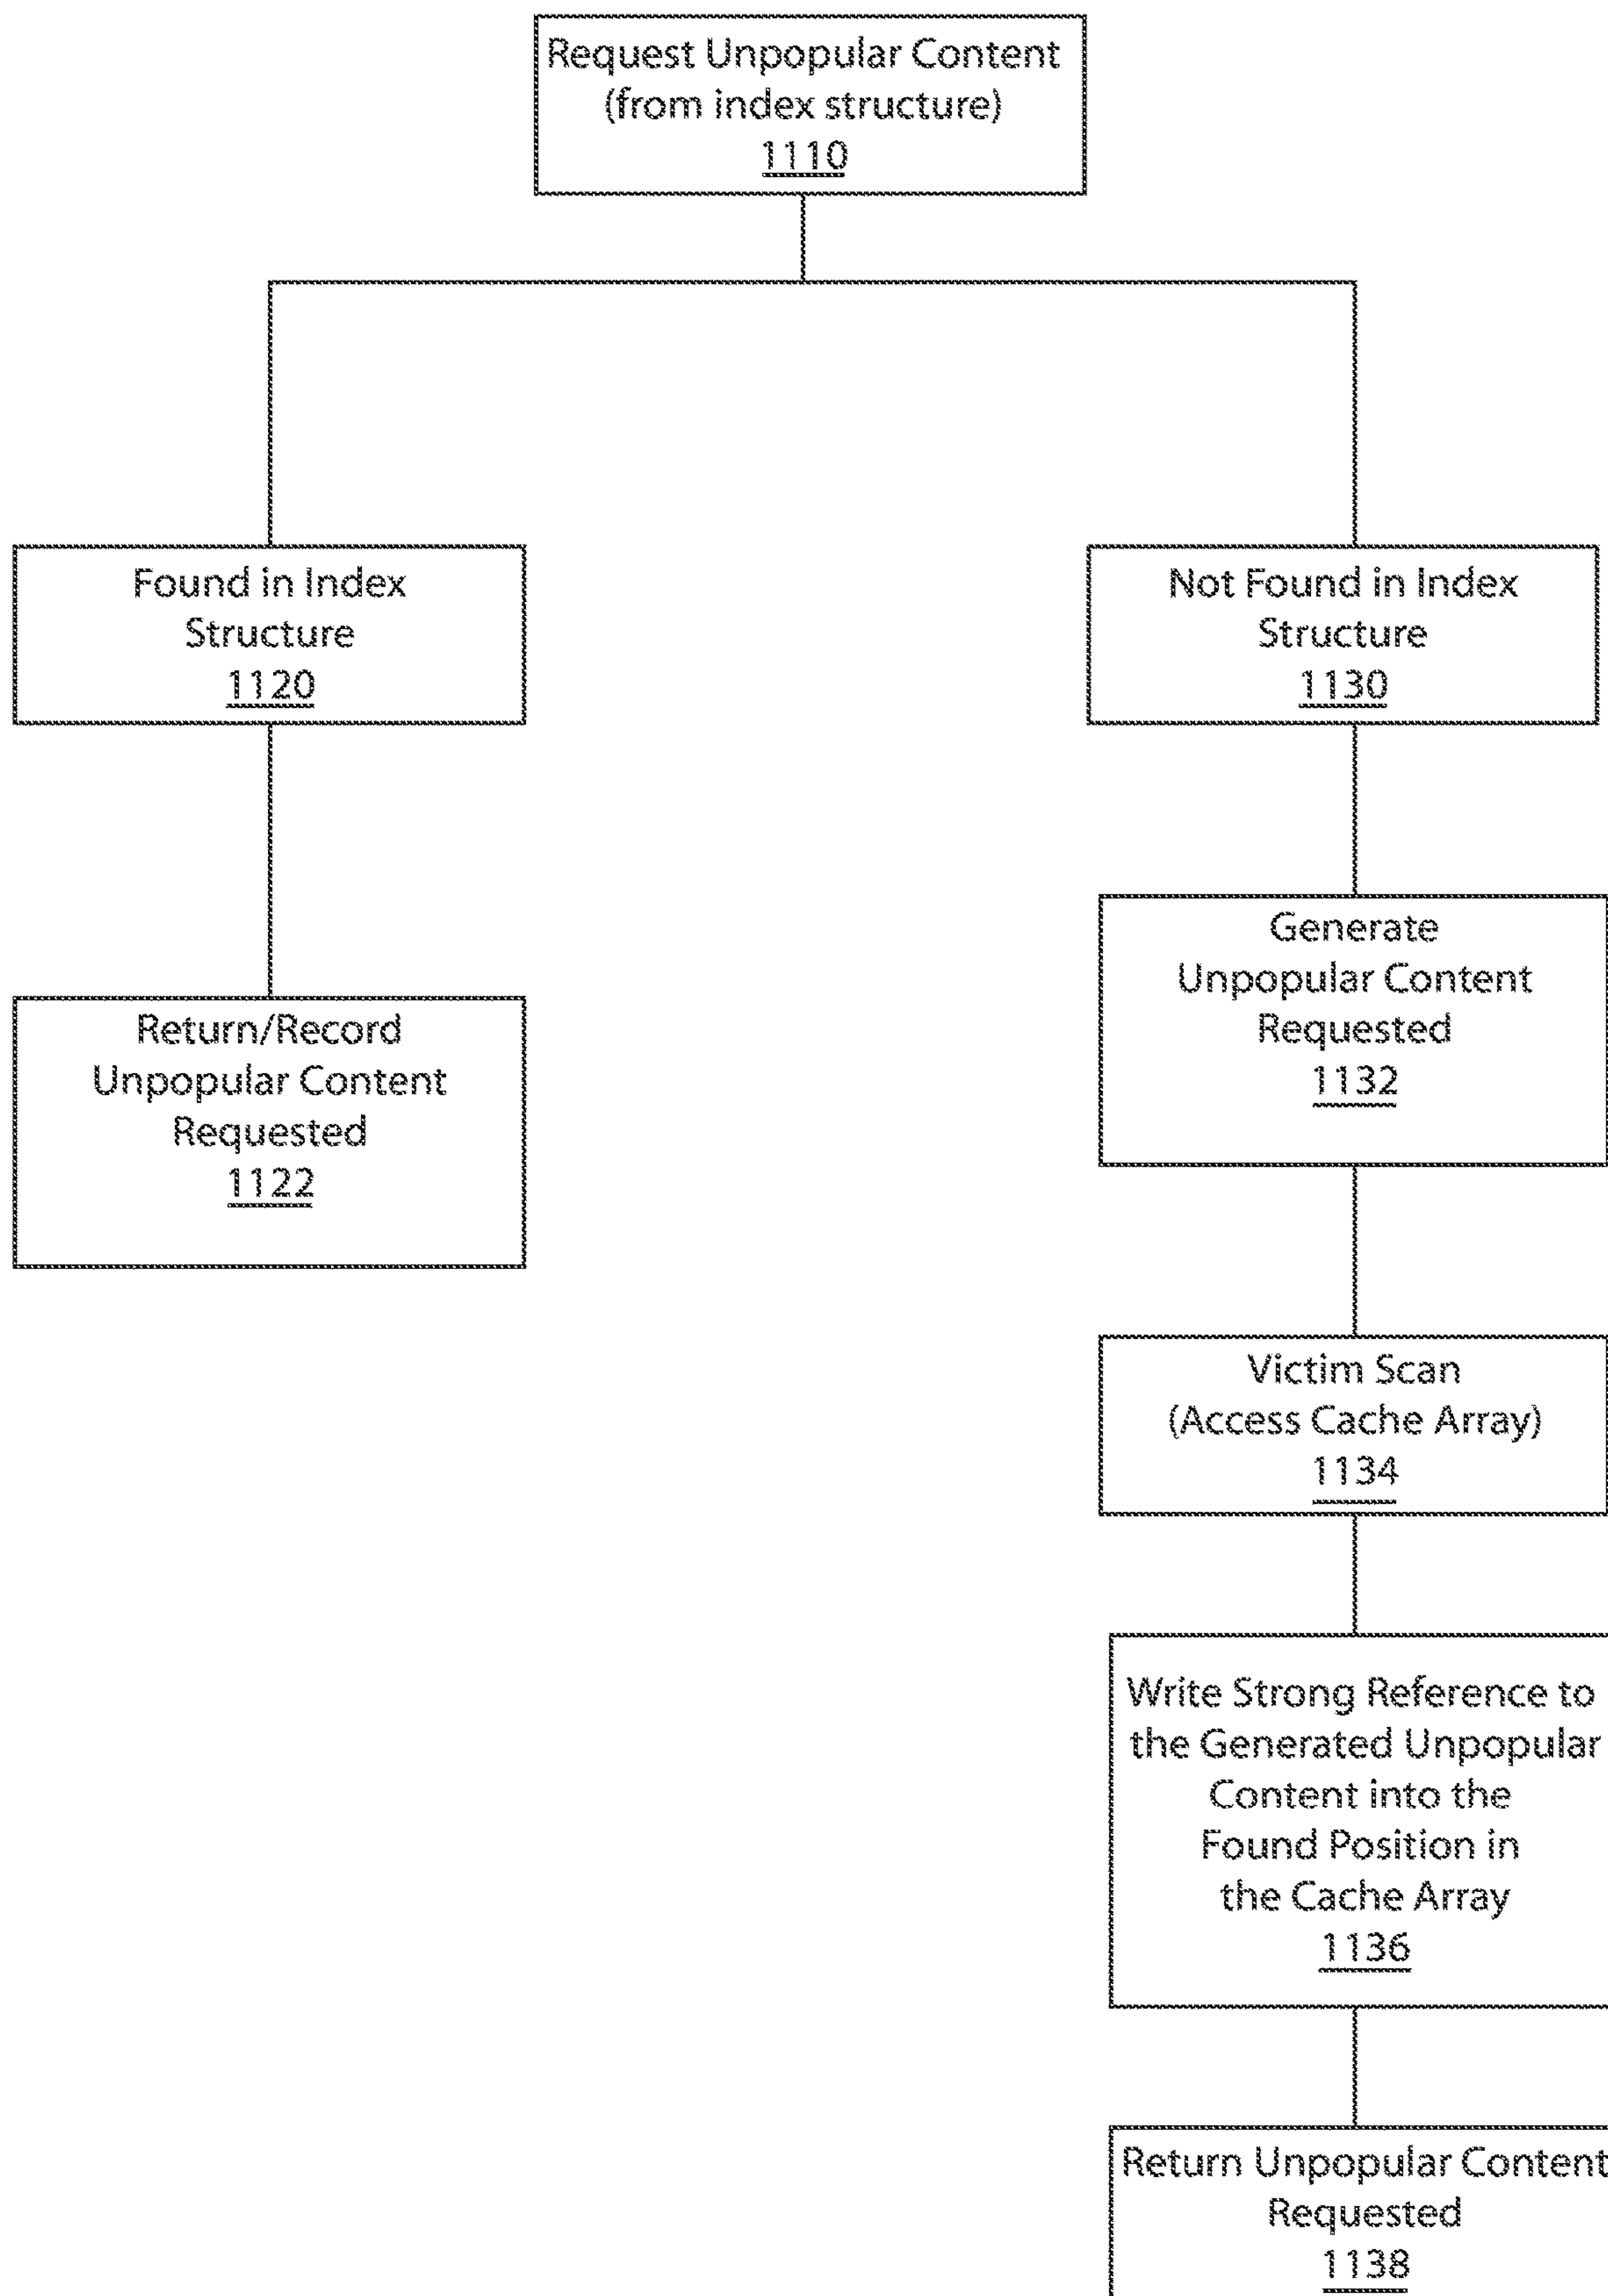 Request Unpopular Content
(from index structure)
1110
Found in Index
Structure
1120
Not Found in Index
Structure
1130
Return/Record
Unpopular Content
Requested
1122
Generate
Unpopular Content
Requested
1132
Victim Scan
(Access Cache Array)
1134
Write Strong Reference to
the Generated Unpopular
Content into the
Found Position in
the Cache Array
1136
Return Unpopular Content
Requested
1138